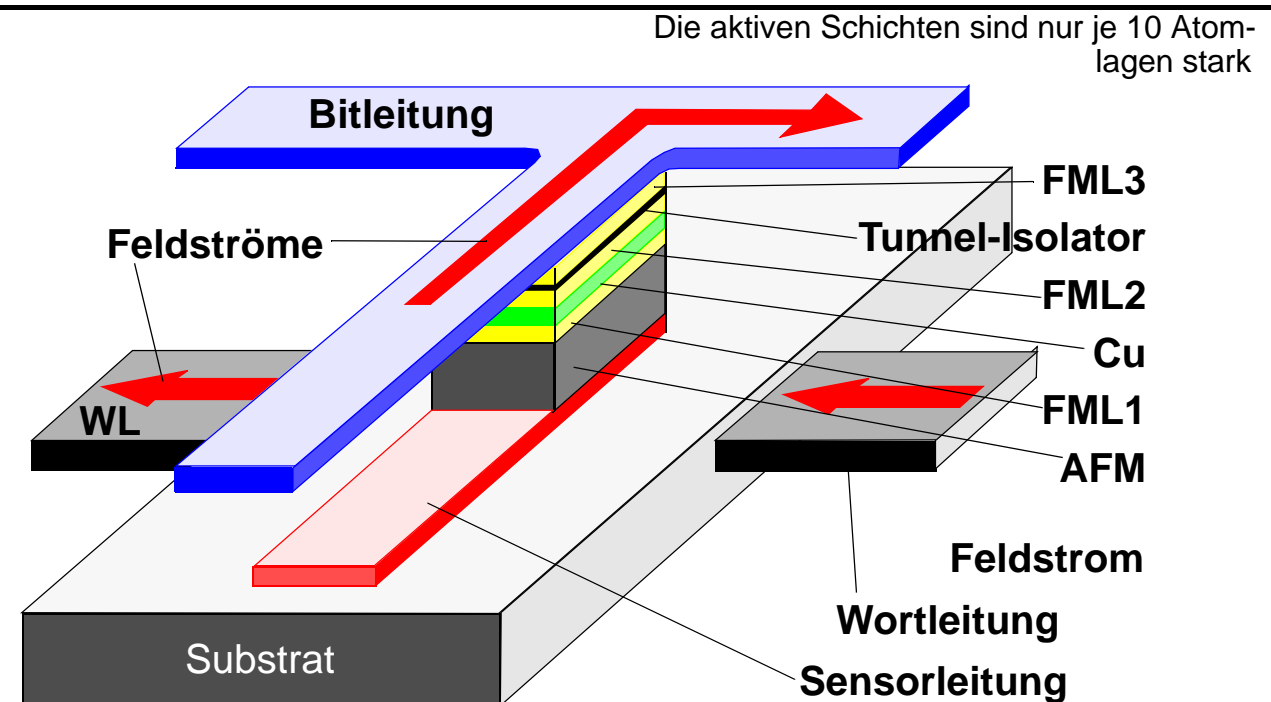 Die aktiven Schichten sind nur je 10 Atom-
lagen stark
Bitleitung
FML3
Feldströme
Tunnel-Isolator
FML2
Cu
WL
FML1
AFM
Feldstrom
Wortleitung
Substrat
Sensorleitung